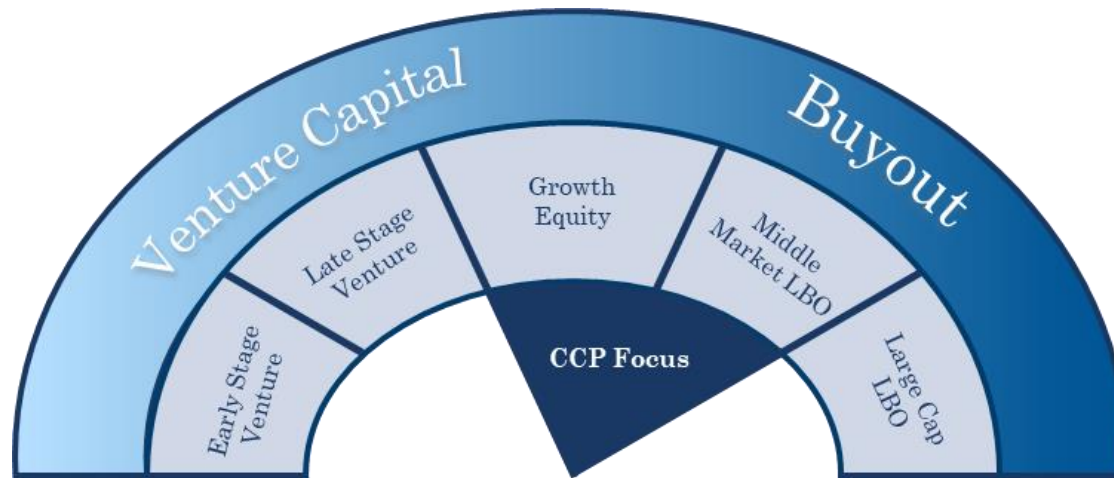 Venture Capital
Buyout
Early Stage
Venture
Late Stage
Venture
Growth
Equity
Middle
Market LBO
Large Cap
LBO
CCP Focus